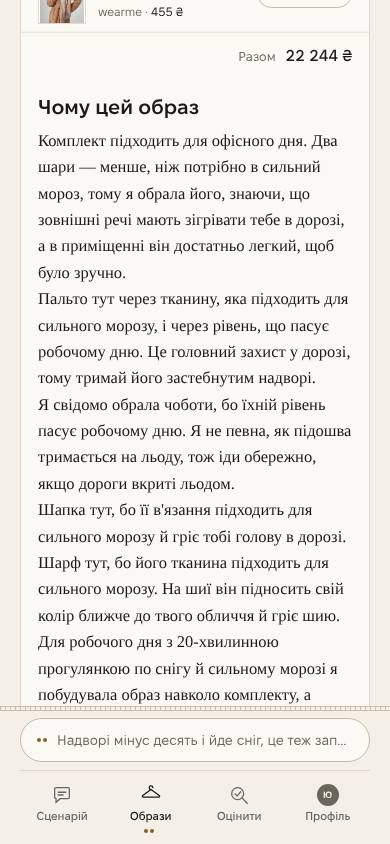 wearme · 455 ₴
Разом 22 244 ₴
Чому цей образ
Комплект підходить для офісного дня. Два
шари — менше, ніж потрібно в сильний
мороз, тому я обрала його, знаючи, що
зовнішні речі мають зігрівати тебе в дорозі,
а в приміщенні він достатньо легкий, щоб
було зручно.
Пальто тут через тканину, яка підходить для
сильного морозу, і через рівень, що пасує
робочому дню. Це головний захист у дорозі,
тому тримай його застебнутим надворі.
Я свідомо обрала чоботи, бо їхній рівень
пасує робочому дню. Я не певна, як підошва
тримається на льоду, тож іди обережно,
якщо дороги вкриті льодом.
Шапка тут, бо її в'язання підходить для
сильного морозу й гріє тобі голову в дорозі.
Шарф тут, бо його тканина підходить для
сильного морозу. На шиї він підносить свій
колір ближче до твого обличчя й гріє шию.
Для робочого дня з 20-хвилинною
прогулянкою по снігу й сильному морозі я
побудувала образ навколо комплекту, а
Надворі мінус десять і йде сніг, це теж зап...
Сценарій Образи Оцінити Ю Профіль